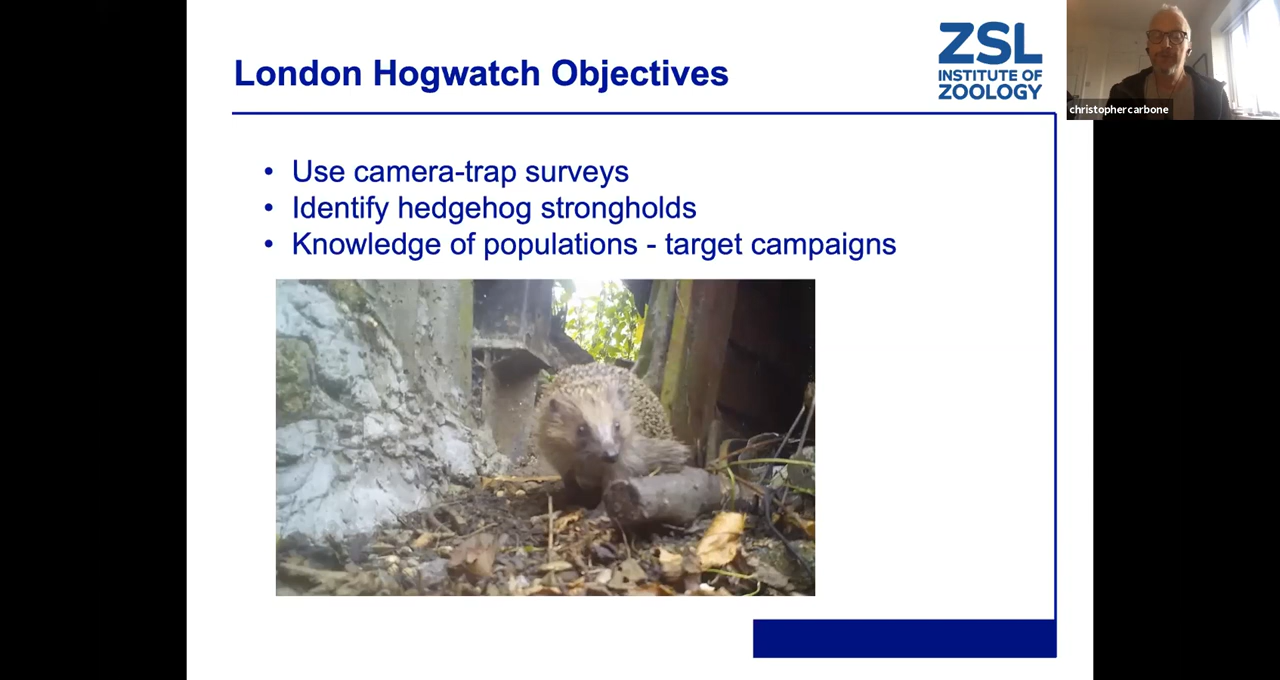 London Hogwatch Objectives
ZSL
INSTITUTE OF
ZOOLOGY
christophercarbone
• Use camera-trap surveys
• Identify hedgehog strongholds
• Knowledge of populations - target campaigns